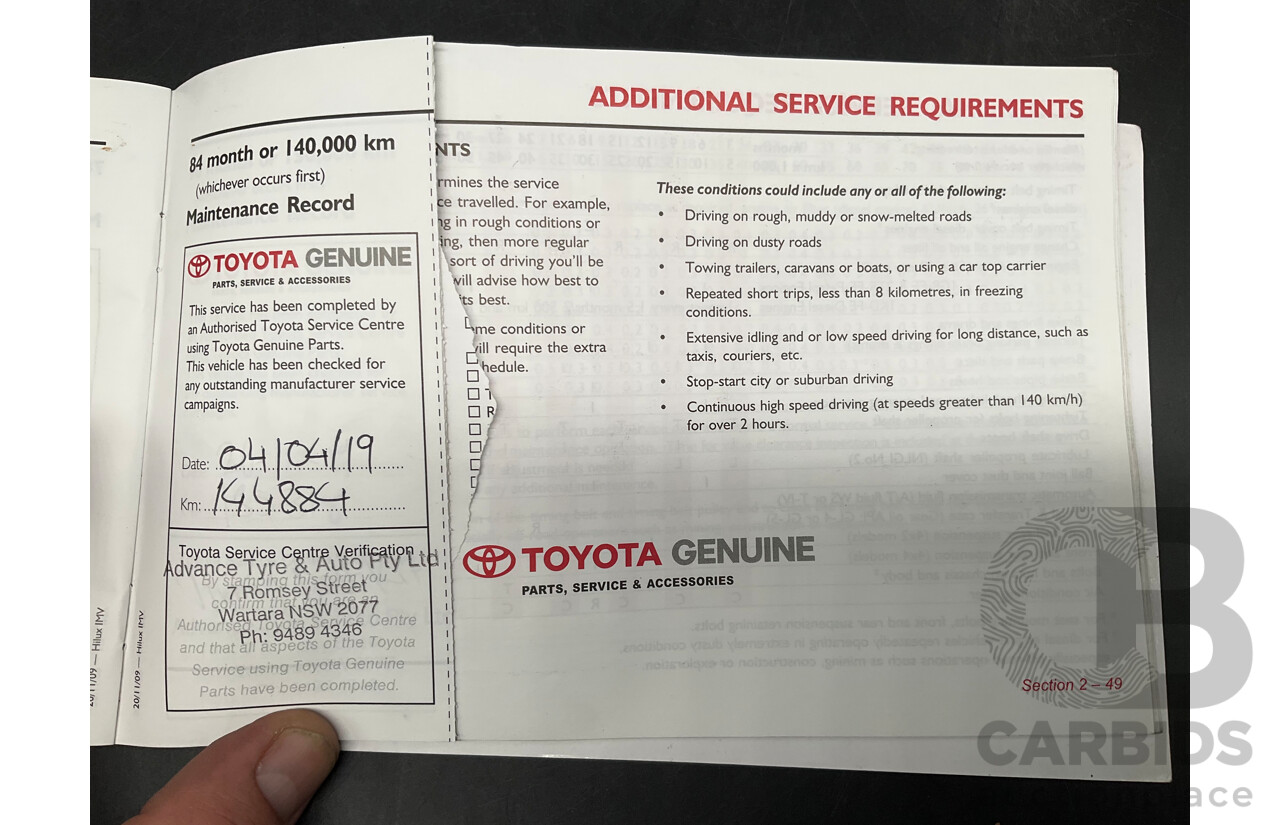 84 month or 140,000 km
(whichever occurs first)
Maintenance Record
TOYOTA GENUINE
PARTS, SERVICE & ACCESSORIES
This service has been completed by
an Authorised Toyota Service Centre
using Toyota Genuine Parts.
This vehicle has been checked for
any outstanding manufacturer service
campaigns.
Date: 04/04/19
Km: 144884
Toyota Service Centre Verification
Advance Tyre & Auto Pty Ltd
By stamping this form you
7 Romsey Street
confirm that you are an
Wartara NSW 2077
Authorised Toyota Service Centre
Ph: 9489 4346
and that all aspects of the Toyota
Service using Toyota Genuine
Parts have been completed.
20/11/09 — Hilux IMV
20/11/09 — Hilux IMV
ADDITIONAL SERVICE REQUIREMENTS
NTS
rmines the service
ce travelled. For example,
ng in rough conditions or
ing, then more regular
sort of driving you'll be
will advise how best to
its best.
me conditions or
will require the extra
hedule.
T
R
These conditions could include any or all of the following:
• Driving on rough, muddy or snow-melted roads
• Driving on dusty roads
• Towing trailers, caravans or boats, or using a car top carrier
• Repeated short trips, less than 8 kilometres, in freezing
conditions.
• Extensive idling and or low speed driving for long distance, such as
taxis, couriers, etc.
• Stop-start city or suburban driving
• Continuous high speed driving (at speeds greater than 140 km/h)
for over 2 hours.
TOYOTA GENUINE
PARTS, SERVICE & ACCESSORIES
Section 2 – 49
CB
CARBIDS
place